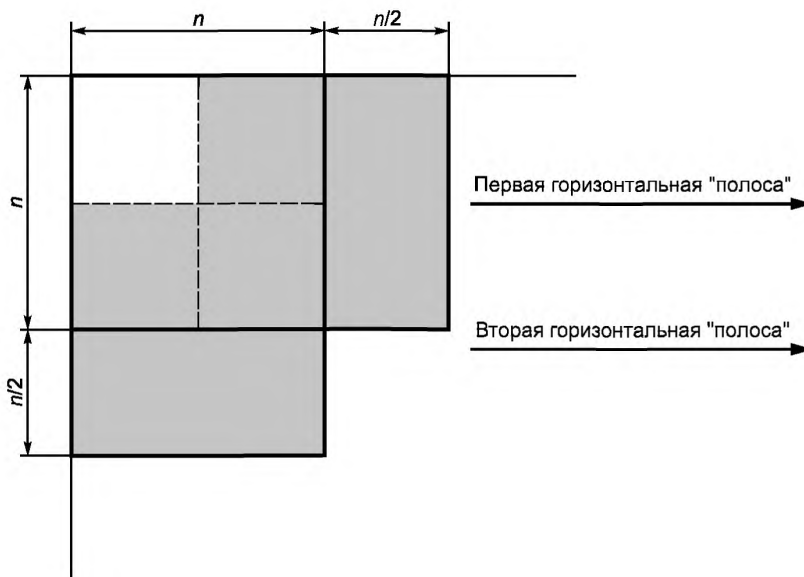 n
n/2
n
Первая горизонтальная "полоса"
Вторая горизонтальная "полоса"
n/2